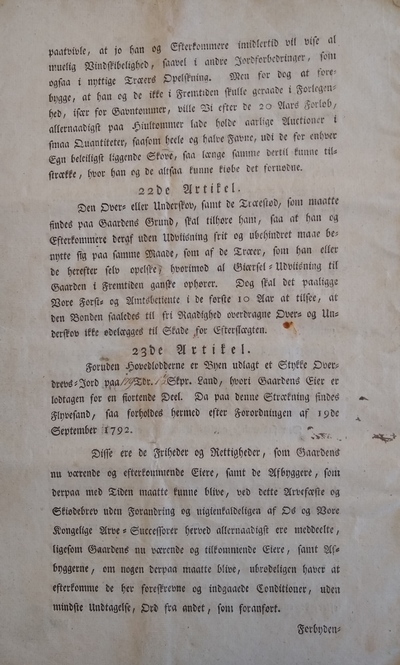 paatvivle, at jo han og Efterkommere imidlertid vil vise al
muelig Vindskibelighed, saavel i andre Jordforbedringer, som
ogsaa i nyttige Træers Opelskning. Men for dog at fore-
bygge, at han og de ikke i Fremtiden skulle geraade i Forlegen-
hed, især for Gavntømmer, ville Vi efter de 20 Aars Forløb,
allernaadigst paa Hiultømmer lade holde aarlige Auctioner i
smaa Quantiteter, saasom heele og halve Favne, udi de for enhver
Egn beleiligst liggende Skove, saa længe samme dertil kunne til-
strække, hvor han og de altsaa kunne kiøbe det fornødne.
22de Artikel.
Den Over- eller Underskov, samt de Træestød, som maatte
findes paa Gaardens Grund, skal tilhøre ham, saa at han og
Efterkommere deraf uden Udviisning frit og ubehindret maae be-
nytte sig paa samme Maade, som af de Træer, som han eller
de herefter selv opelske; hvorimod al Giærsel-Udviisning til
Gaarden i Fremtiden ganske ophører. Dog skal det paaligge
Vore Forst- og Amtsbetiente i de første 10 Aar at tilsee, at
den Bonden saaledes til fri Raadighed overdragne Over- og Un-
derskov ikke ødelægges til Skade for Efterslægten.
23de Artikel.
Foruden Hovedlodderne er Byen udlagt et Stykke Over-
drevs-Jord paa Tdr. Skpr. Land, hvori Gaardens Eier er
lodtagen for en fiortende Deel. Da paa denne Strækning findes
Flyvesand, saa forholdes hermed efter Forordningen af 19de
September 1792.
Disse ere de Friheder og Rettigheder, som Gaardens
nu værende og efterkommende Eiere, samt de Afbyggere, som
derpaa med Tiden maatte kunne blive, ved dette Arvefæste og
Skiødebrev uden Forandring og uigienkaldeligen af Os og Vore
Kongelige Arve-Successorer herved allernaadigst ere meddeelte,
ligesom Gaardens nu værende og tilkommende Eiere, samt Af-
byggerne, om nogen derpaa maatte blive, ubrødeligen haver at
efterkomme de her foreskrevne og indgaaede Conditioner, uden
mindste Undtagelse, Ord fra andet, som foranført.
Forbyden-